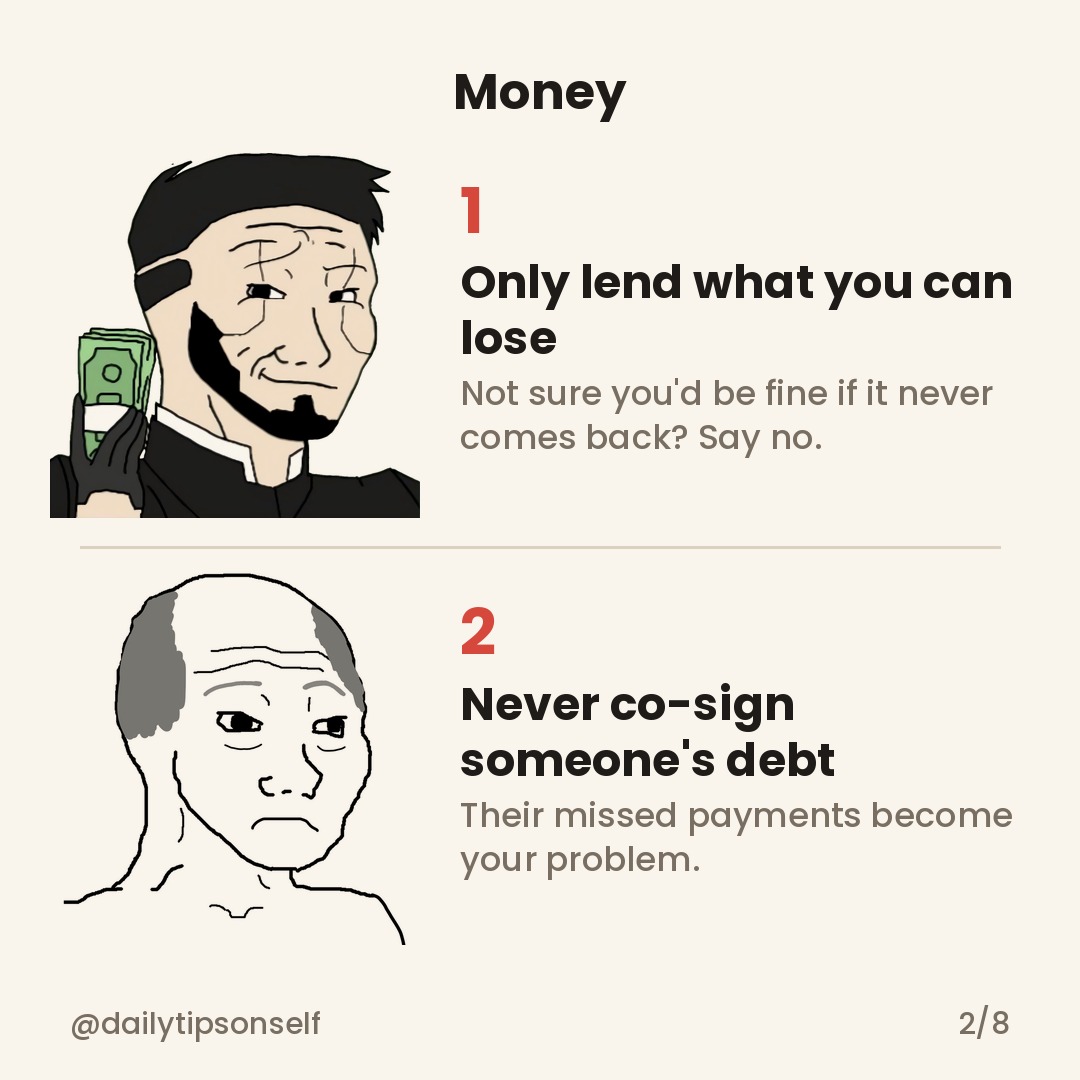 Money
1
Only lend what you can
lose
Not sure you'd be fine if it never
comes back? Say no.
2
Never co-sign
someone's debt
Their missed payments become
your problem.
@dailytipsonself
2/8